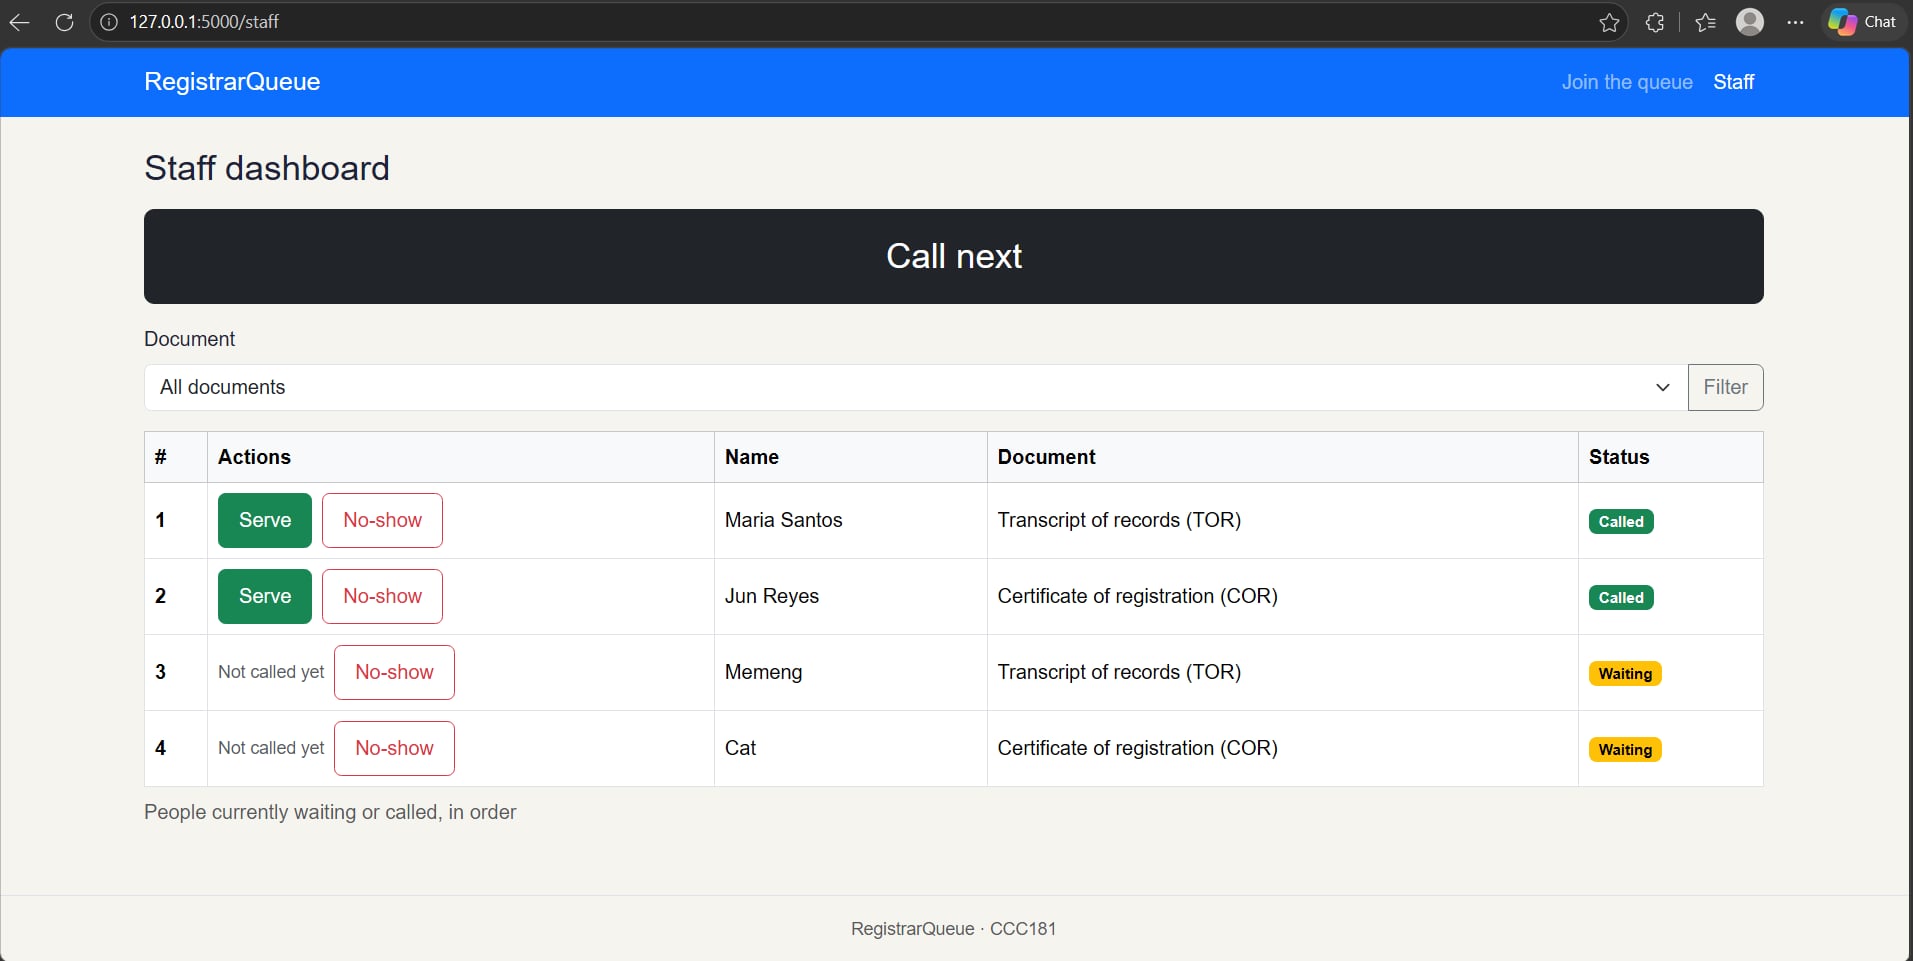 127.0.0.1:5000/staff
Chat
RegistrarQueue
Join the queue
Staff
Staff dashboard
Call next
Document
All documents
Filter
# Actions Name Document Status
1 Serve No-show Maria Santos Transcript of records (TOR) Called
2 Serve No-show Jun Reyes Certificate of registration (COR) Called
3 Not called yet No-show Memeng Transcript of records (TOR) Waiting
4 Not called yet No-show Cat Certificate of registration (COR) Waiting
People currently waiting or called, in order
RegistrarQueue · CCC181